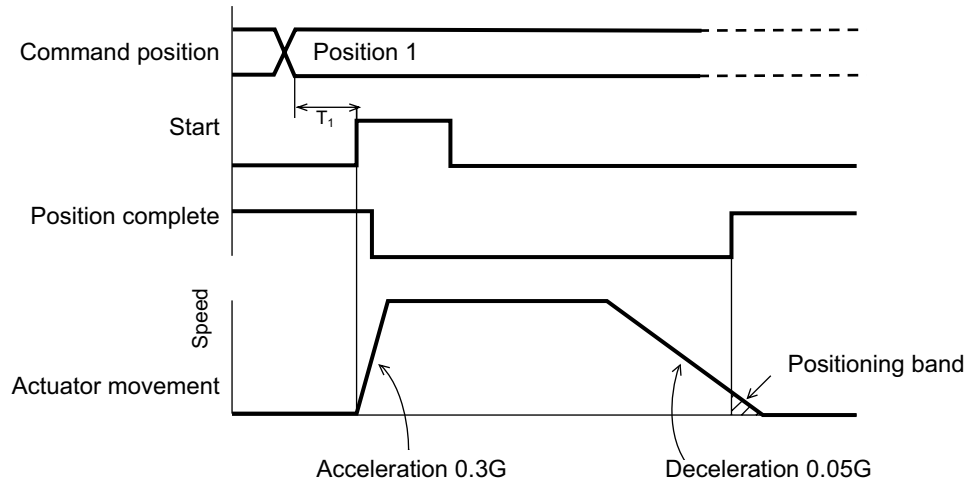 Command position
Position 1
T₁
Start
Position complete
Speed
Positioning band
Actuator movement
Acceleration 0.3G
Deceleration 0.05G